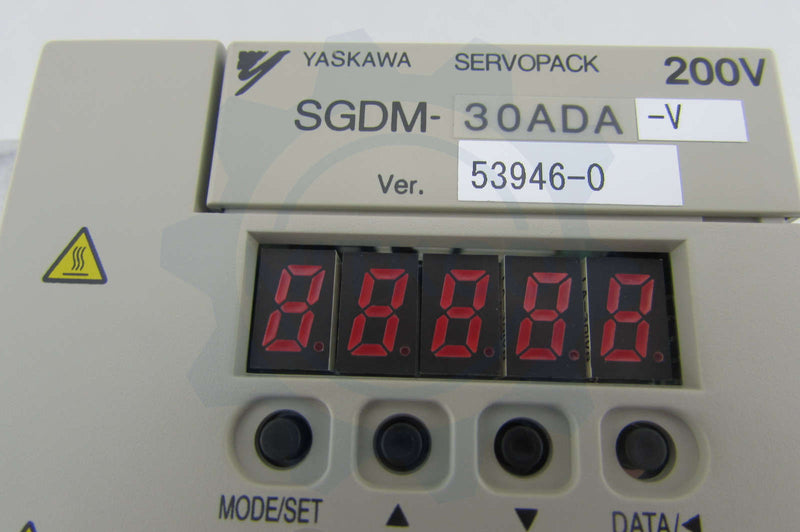 YASKAWA SERVOPACK 200V
SGDM-30ADA-V
Ver. 53946-0
MODE/SET ▲ ▼ DATA/◀